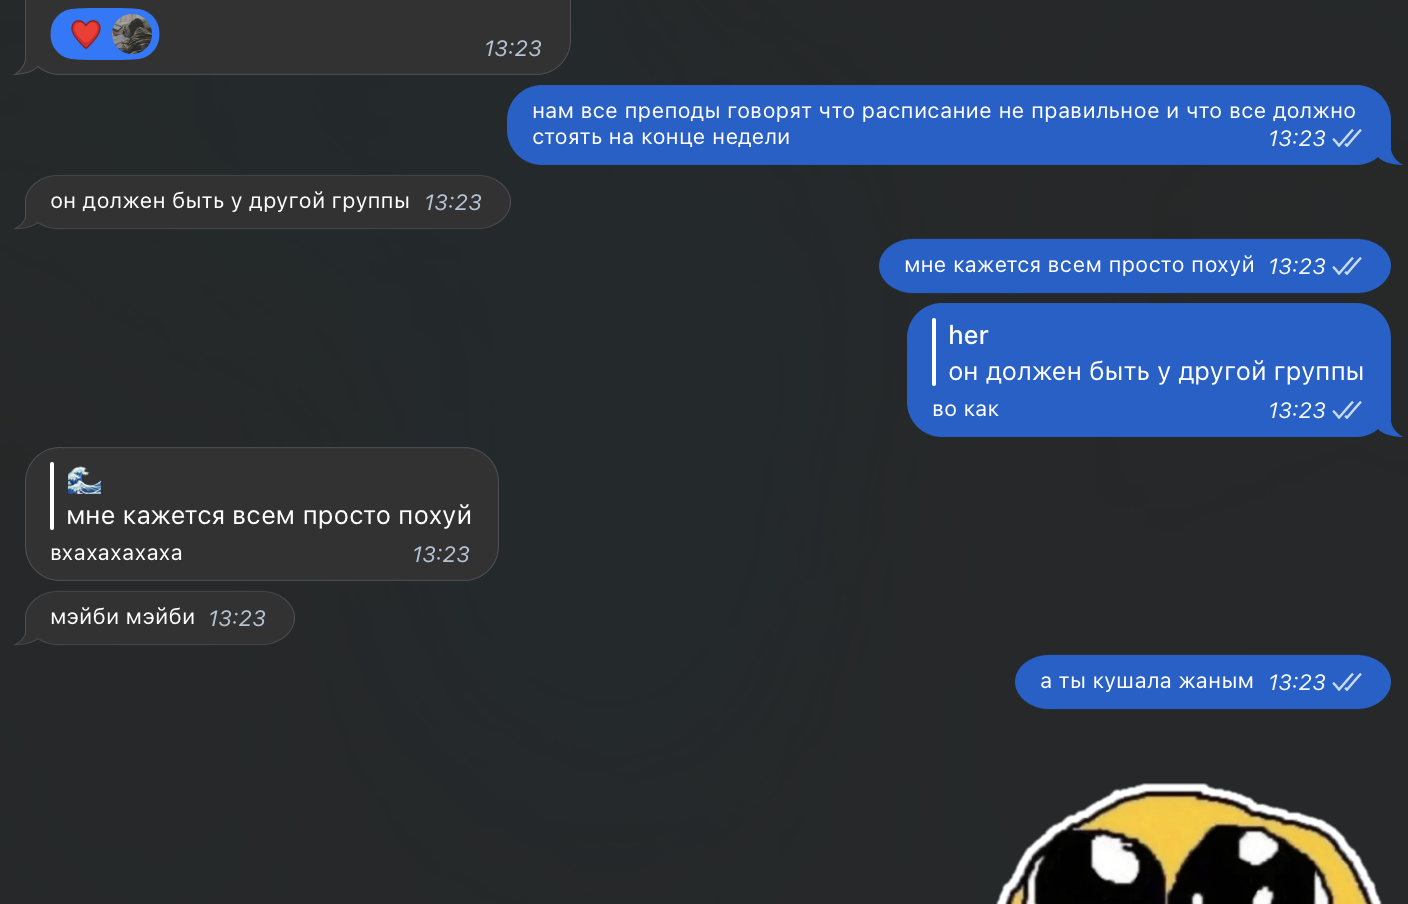 13:23
нам все преподы говорят что расписание не правильное и что все должно
стоять на конце недели 13:23
он должен быть у другой группы 13:23
мне кажется всем просто похуй 13:23
her
он должен быть у другой группы
во как 13:23
мне кажется всем просто похуй
вхахахахаха 13:23
мэйби мэйби 13:23
а ты кушала жаным 13:23